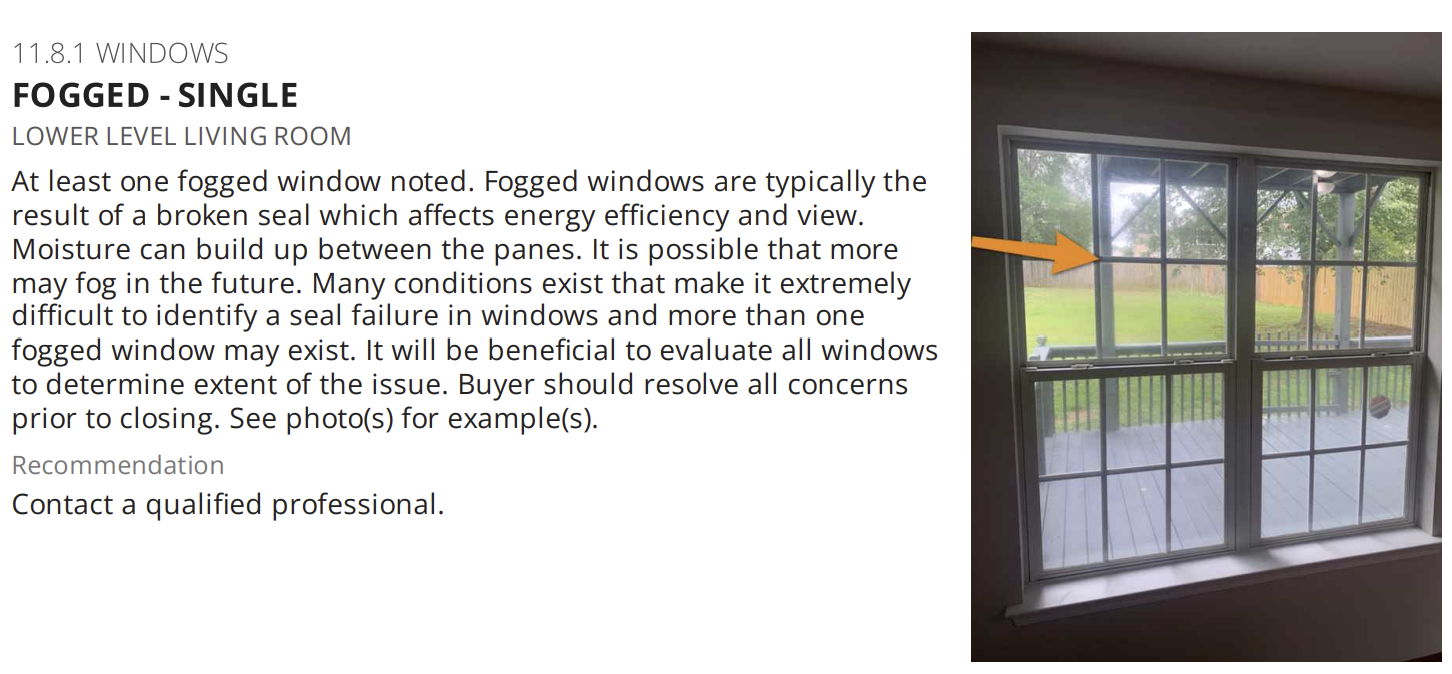 11.8.1 WINDOWS
FOGGED - SINGLE
LOWER LEVEL LIVING ROOM
At least one fogged window noted. Fogged windows are typically the
result of a broken seal which affects energy efficiency and view.
Moisture can build up between the panes. It is possible that more
may fog in the future. Many conditions exist that make it extremely
difficult to identify a seal failure in windows and more than one
fogged window may exist. It will be beneficial to evaluate all windows
to determine extent of the issue. Buyer should resolve all concerns
prior to closing. See photo(s) for example(s).
Recommendation
Contact a qualified professional.